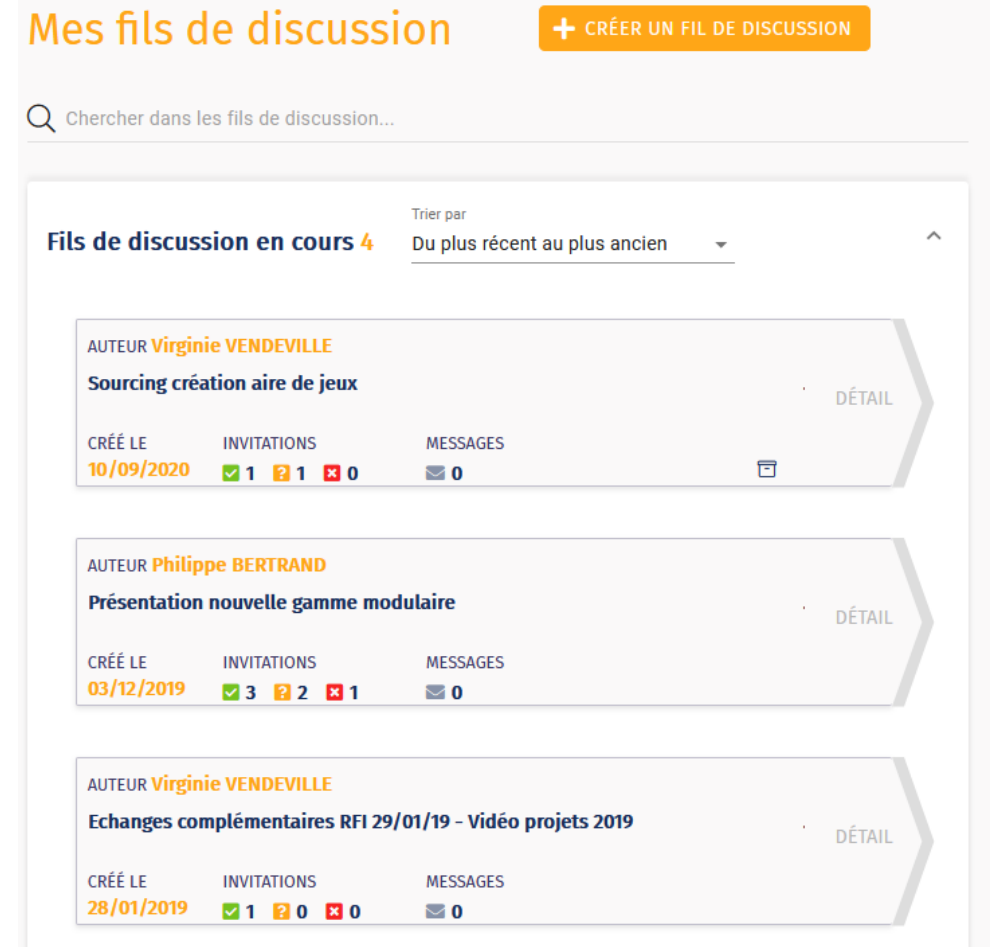 Mes fils de discussion
CRÉER UN FIL DE DISCUSSION
Chercher dans les fils de discussion...
Trier par
Fils de discussion en cours 4
Du plus récent au plus ancien
AUTEUR Virginie VENDEVILLE
Sourcing création aire de jeux
DÉTAIL
CRÉÉ LE INVITATIONS MESSAGES
10/09/2020 1 1 0 0
AUTEUR Philippe BERTRAND
Présentation nouvelle gamme modulaire
DÉTAIL
CRÉÉ LE INVITATIONS MESSAGES
03/12/2019 3 2 1 0
AUTEUR Virginie VENDEVILLE
Echanges complémentaires RFI 29/01/19 - Vidéo projets 2019
DÉTAIL
CRÉÉ LE INVITATIONS MESSAGES
28/01/2019 1 0 0 0